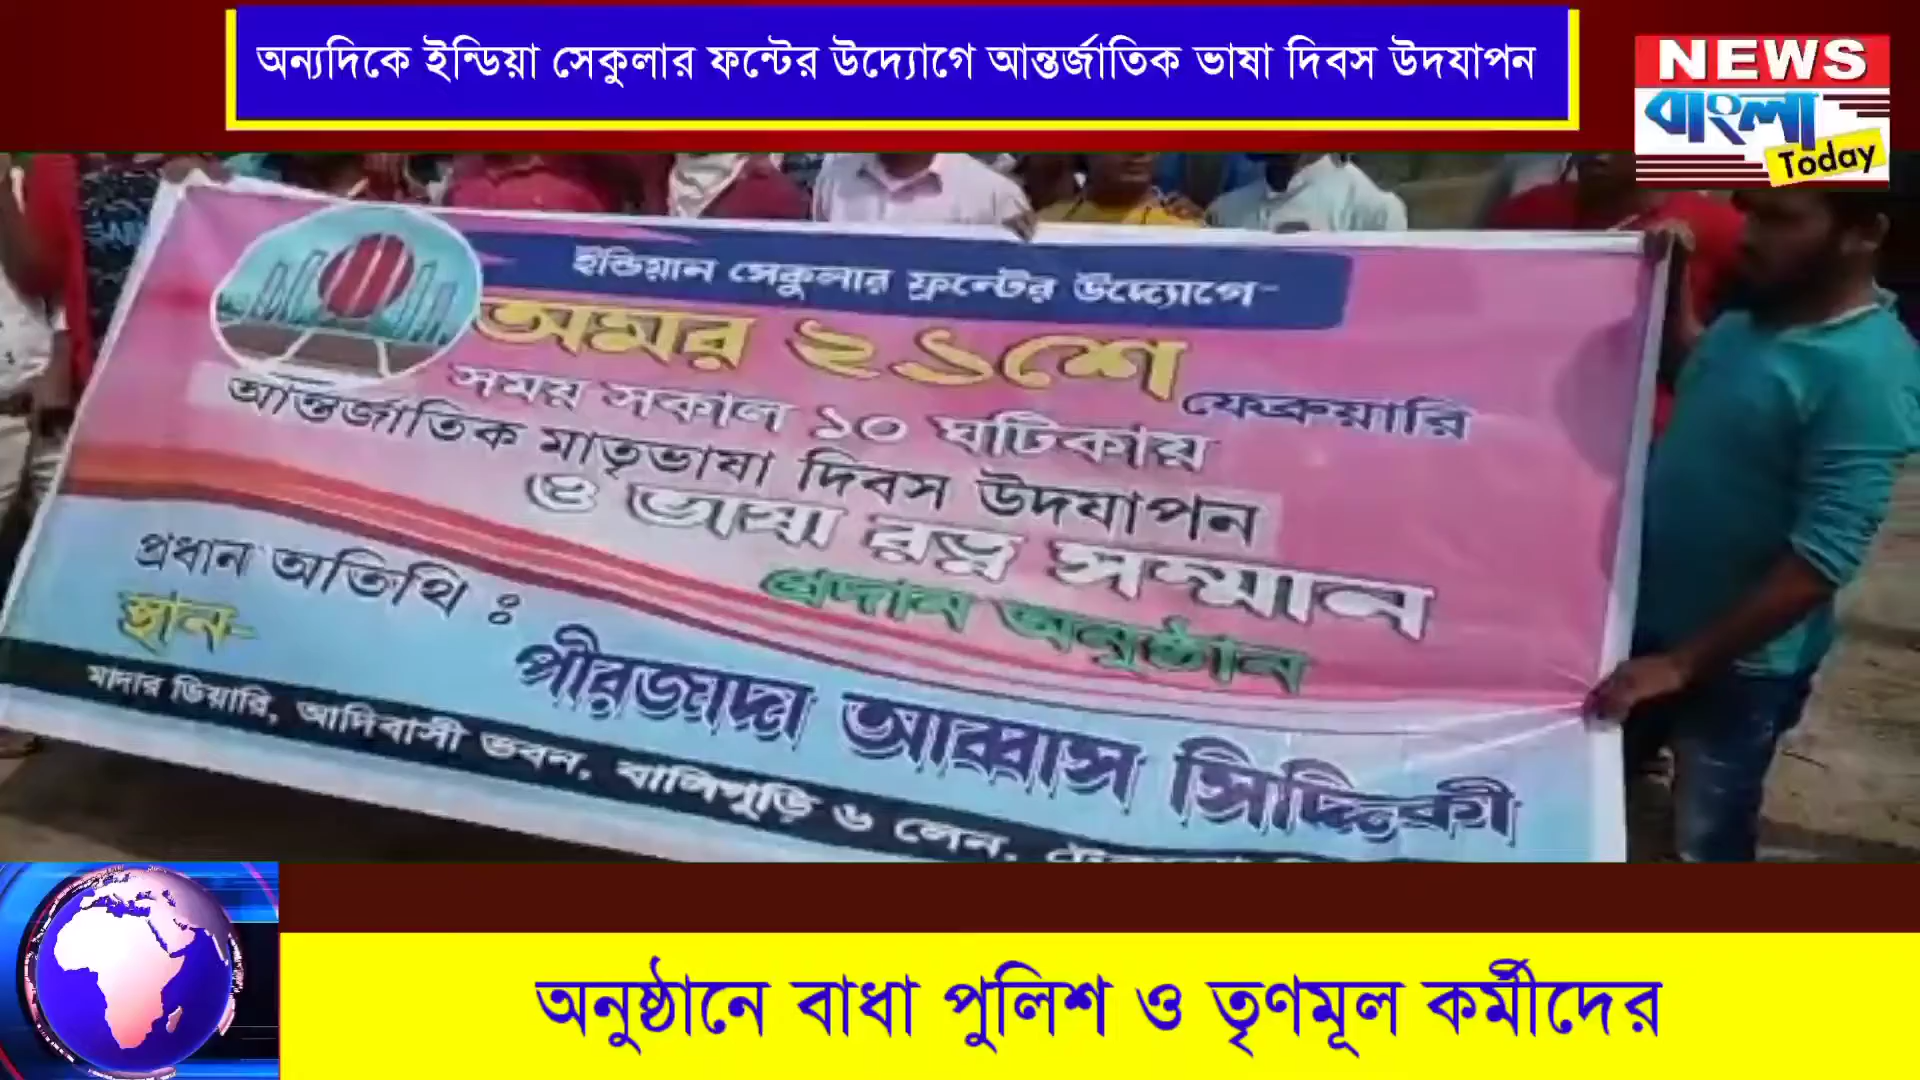 অন্যদিকে ইন্ডিয়া সেকুলার ফন্টের উদ্যোগে আন্তর্জাতিক ভাষা দিবস উদযাপন
NEWS
বাংলা
Today
ইন্ডিয়ান সেকুলার ফ্রন্টের উদ্যোগে-
অমর ২১শে ফেব্রুয়ারি
সময় সকাল ১০ ঘটিকায়
আন্তর্জাতিক মাতৃভাষা দিবস উদযাপন
ও ভাষা রত্ন সম্মান
প্রদান অনুষ্ঠান
প্রধান অতিথি :
পীরজাদা আব্বাস সিদ্দিকী
স্থান-
মাদার ডিয়ারি, আদিবাসী ভবন, বালিপুড়ি ৬ লেন,
অনুষ্ঠানে বাধা পুলিশ ও তৃণমূল কর্মীদের